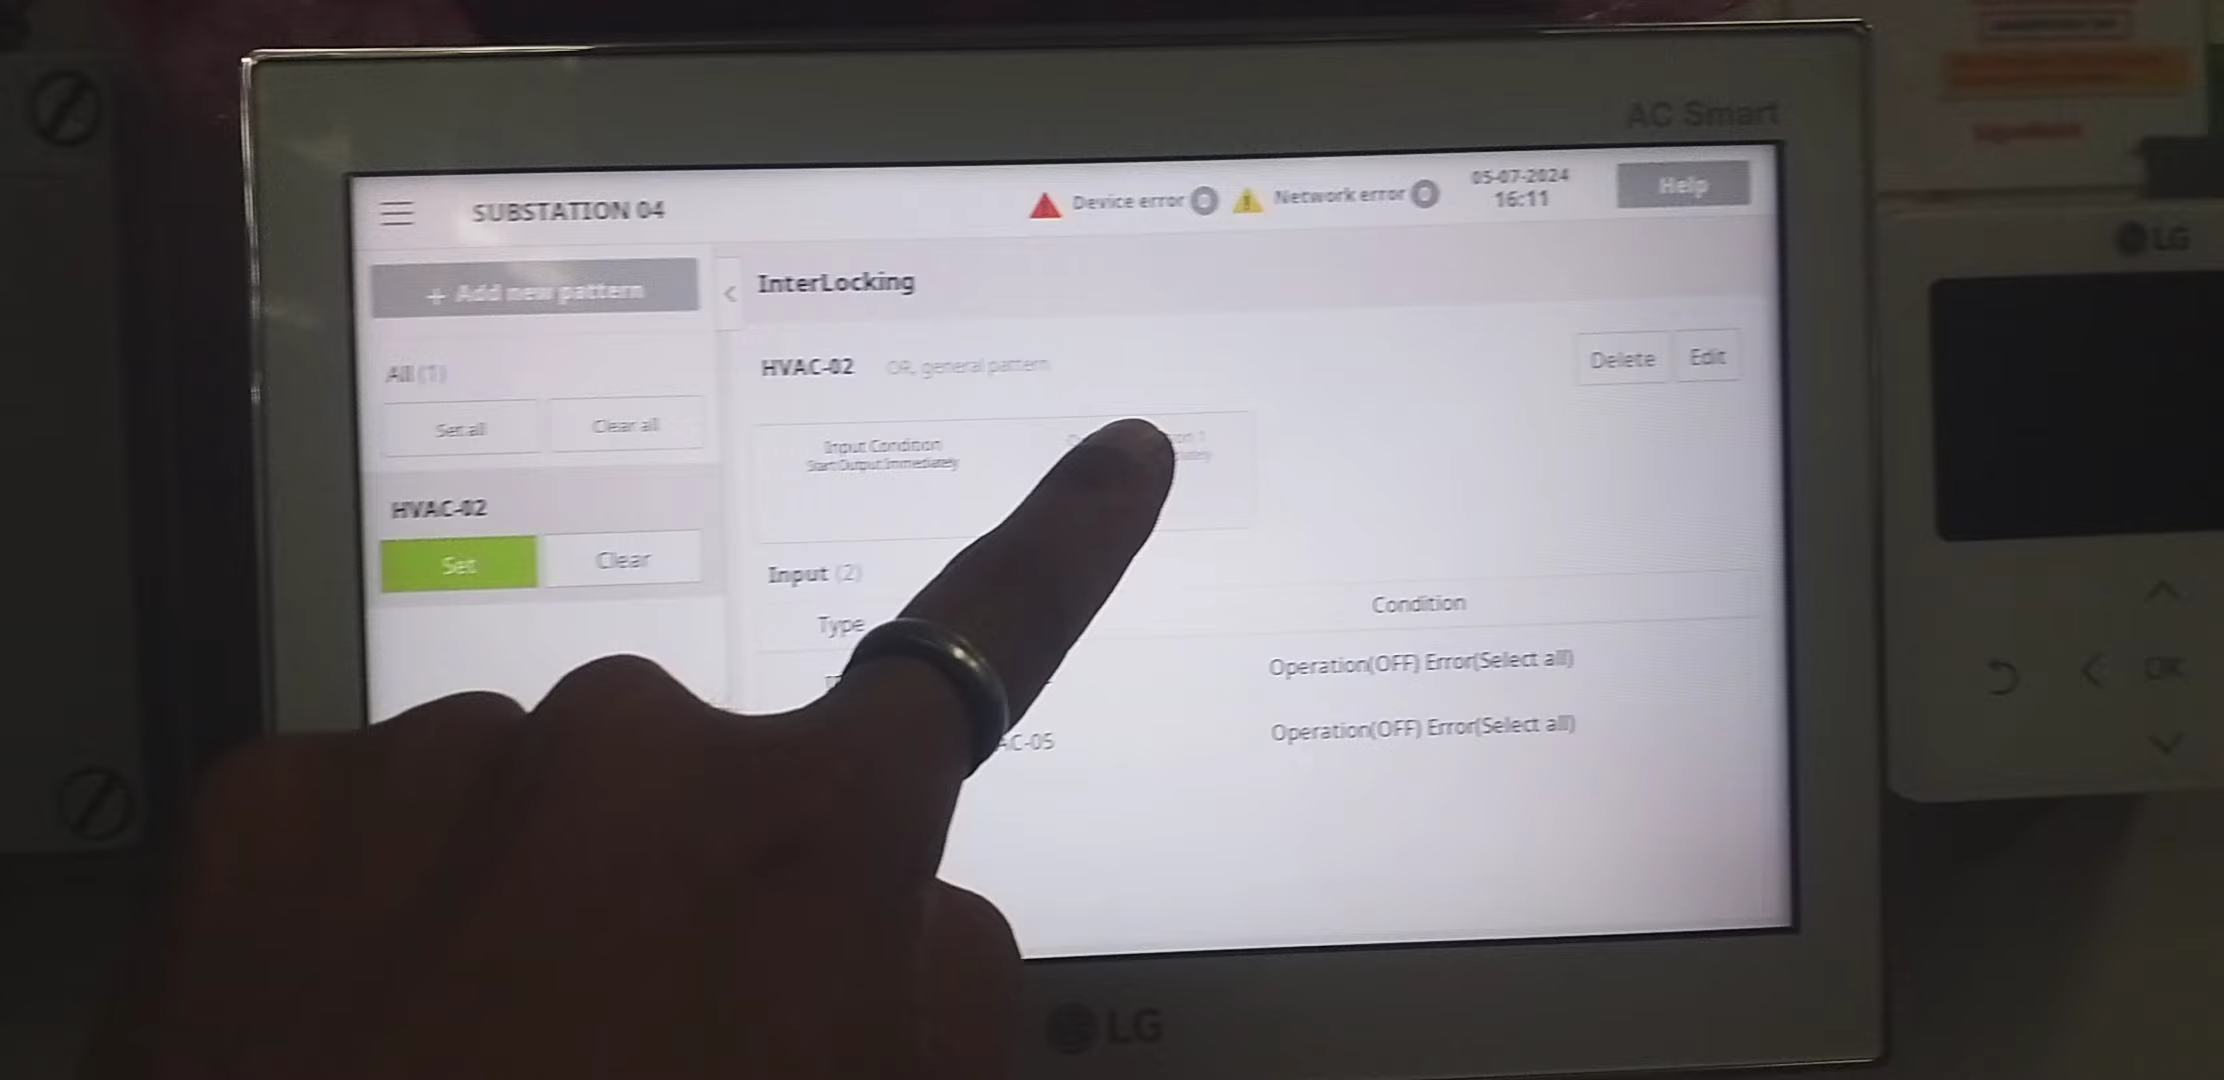 AC Smart
SUBSTATION 04
Device error 0
Network error 0
05-07-2024
16:11
Help
+ Add new pattern
<
InterLocking
All (1)
Set all
Clear all
HVAC-02
Set
Clear
HVAC-02
OR, general pattern
Delete
Edit
Input Condition
Start Output Immediately
on 1
Input (2)
Type
Condition
Operation(OFF) Error(Select all)
AC-05
Operation(OFF) Error(Select all)
LG
LG
OK